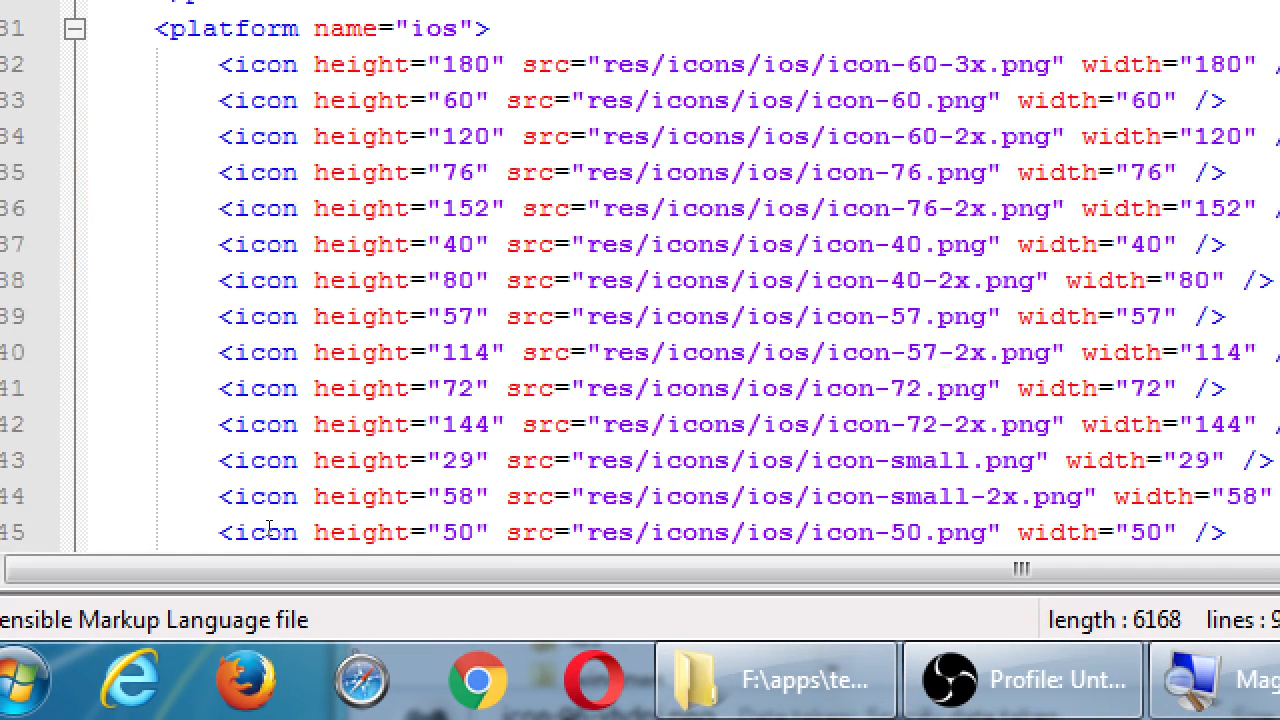 31 <platform name="ios">
32 <icon height="180" src="res/icons/ios/icon-60-3x.png" width="180" /
33 <icon height="60" src="res/icons/ios/icon-60.png" width="60" />
34 <icon height="120" src="res/icons/ios/icon-60-2x.png" width="120" /
35 <icon height="76" src="res/icons/ios/icon-76.png" width="76" />
36 <icon height="152" src="res/icons/ios/icon-76-2x.png" width="152" /
37 <icon height="40" src="res/icons/ios/icon-40.png" width="40" />
38 <icon height="80" src="res/icons/ios/icon-40-2x.png" width="80" />
39 <icon height="57" src="res/icons/ios/icon-57.png" width="57" />
40 <icon height="114" src="res/icons/ios/icon-57-2x.png" width="114" /
41 <icon height="72" src="res/icons/ios/icon-72.png" width="72" />
42 <icon height="144" src="res/icons/ios/icon-72-2x.png" width="144" /
43 <icon height="29" src="res/icons/ios/icon-small.png" width="29" />
44 <icon height="58" src="res/icons/ios/icon-small-2x.png" width="58"
45 <icon height="50" src="res/icons/ios/icon-50.png" width="50" />
ensible Markup Language file length : 6168 lines : 9
F:\apps\te... Profile: Unt... Mag